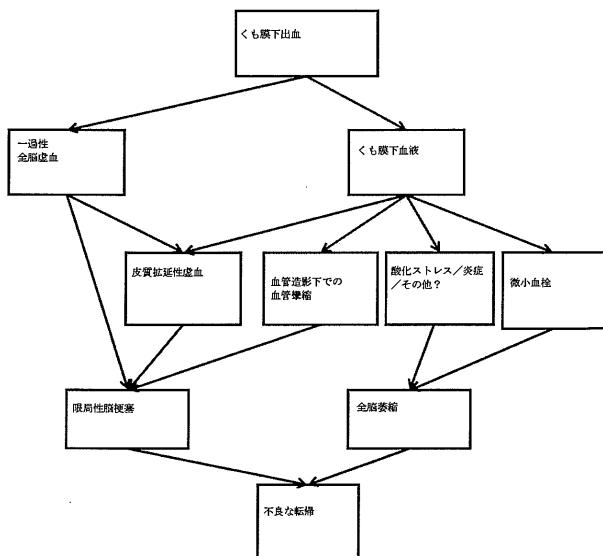 くも膜下出血
一過性
全脳虚血
くも膜下血液
皮質拡延性虚血
血管造影下での
血管攣縮
酸化ストレス／炎症
／その他？
微小血栓
限局性脳梗塞
全脳萎縮
不良な転帰